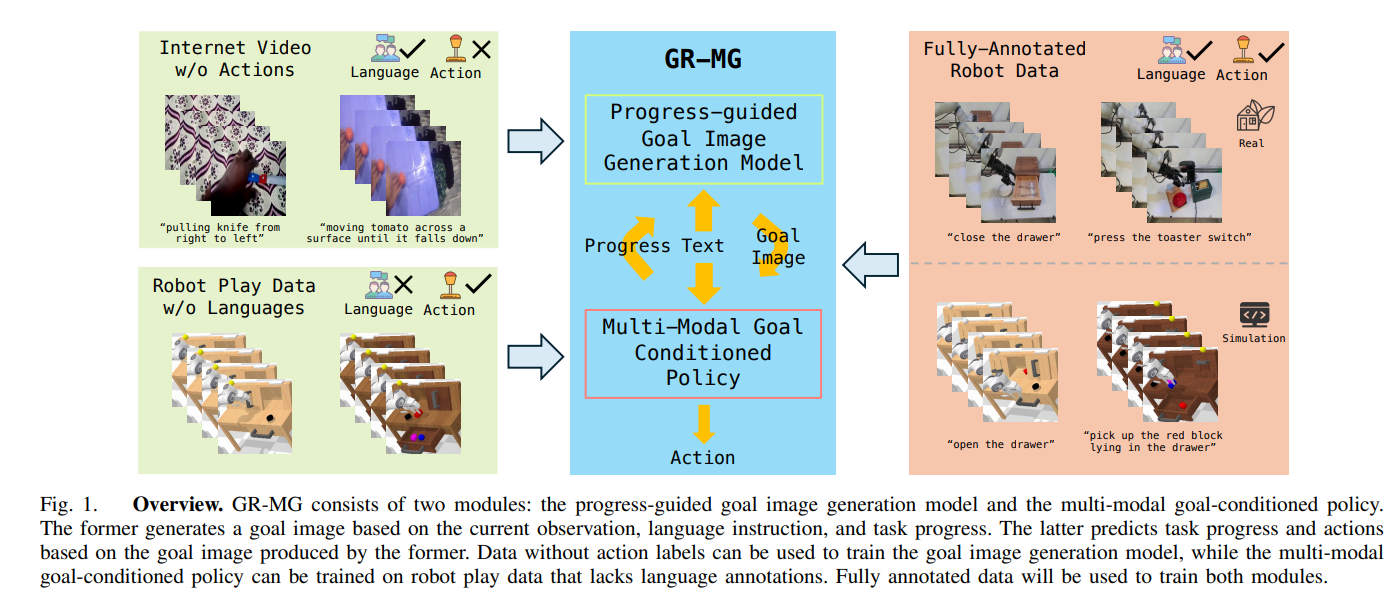 Internet Video
w/o Actions
Language Action
“pulling knife from
right to left”
“moving tomato across a
surface until it falls down”
Robot Play Data
w/o Languages
Language Action
GR-MG
Progress-guided
Goal Image
Generation Model
Progress Text Goal
Image
Multi-Modal Goal
Conditioned
Policy
Action
Fully-Annotated
Robot Data
Language Action
Real
“close the drawer” “press the toaster switch”
Simulation
“open the drawer”
“pick up the red block
lying in the drawer”
Fig. 1. Overview. GR-MG consists of two modules: the progress-guided goal image generation model and the multi-modal goal-conditioned policy.
The former generates a goal image based on the current observation, language instruction, and task progress. The latter predicts task progress and actions
based on the goal image produced by the former. Data without action labels can be used to train the goal image generation model, while the multi-modal
goal-conditioned policy can be trained on robot play data that lacks language annotations. Fully annotated data will be used to train both modules.